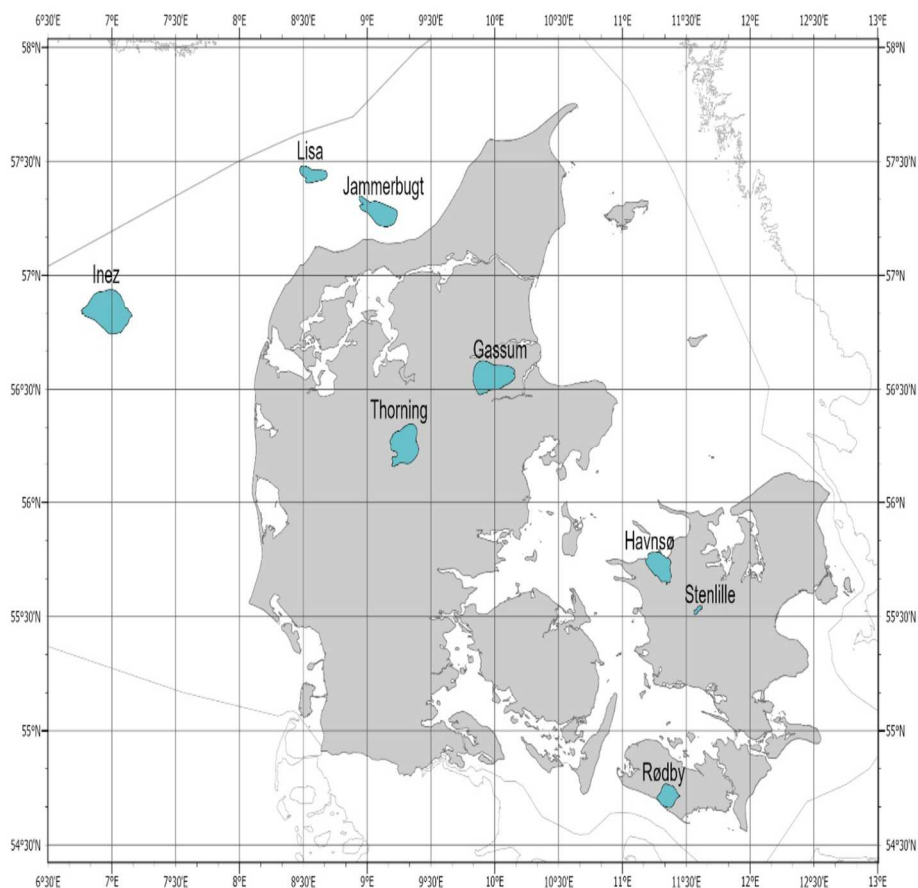 6°30'E 7°E 7°30'E 8°E 8°30'E 9°E 9°30'E 10°E 10°30'E 11°E 11°30'E 12°E 12°30'E 13°E
58°N 58°N
57°30'N 57°30'N
Lisa
Jammerbugt
57°N 57°N
Inez
Gassum
56°30'N 56°30'N
Thorning
56°N 56°N
Havnsø
Stenlille
55°30'N 55°30'N
55°N 55°N
Rødby
54°30'N 54°30'N
6°30'E 7°E 7°30'E 8°E 8°30'E 9°E 9°30'E 10°E 10°30'E 11°E 11°30'E 12°E 12°30'E 13°E